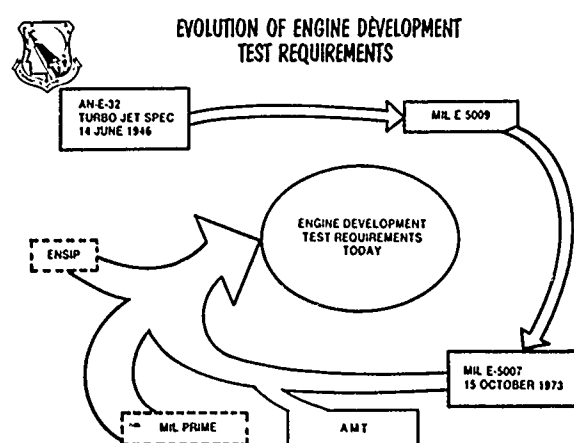 EVOLUTION OF ENGINE DEVELOPMENT
TEST REQUIREMENTS
AN-E-32
TURBO JET SPEC
14 JUNE 1946
MIL E 5009
ENGINE DEVELOPMENT
TEST REQUIREMENTS
TODAY
ENSIP
MIL E-5007
15 OCTOBER 1973
MIL PRIME
AMT